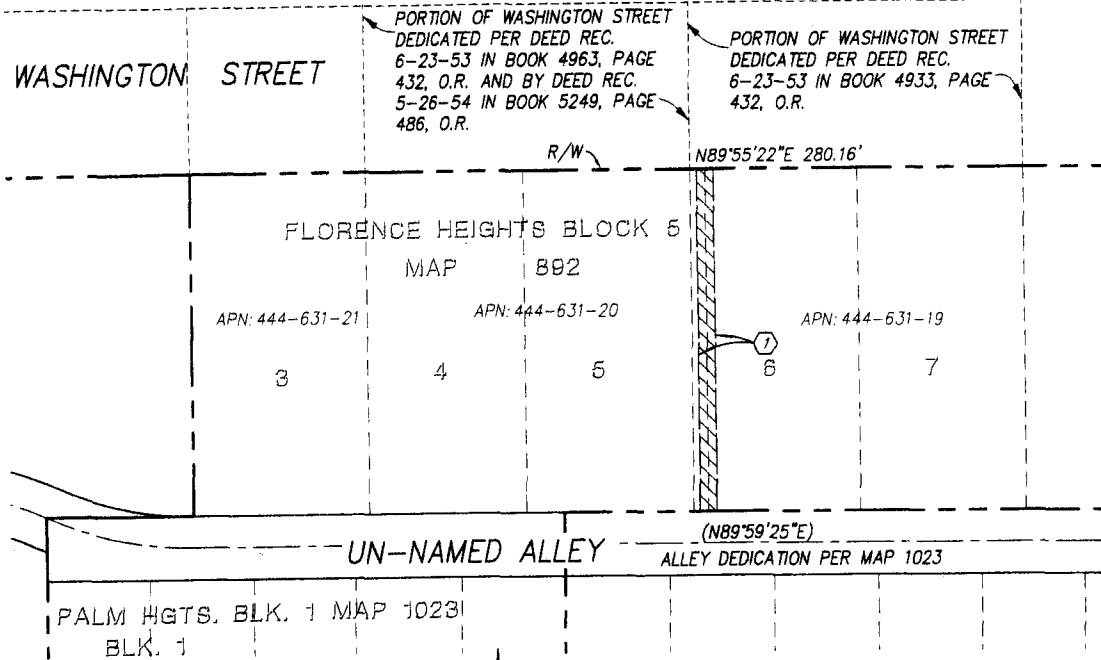 WASHINGTON STREET
PORTION OF WASHINGTON STREET
DEDICATED PER DEED REC.
6-23-53 IN BOOK 4963, PAGE
432, O.R. AND BY DEED REC.
5-26-54 IN BOOK 5249, PAGE
486, O.R.
PORTION OF WASHINGTON STREET
DEDICATED PER DEED REC.
6-23-53 IN BOOK 4933, PAGE
432, O.R.
R/W
N89°55'22"E 280.16'
FLORENCE HEIGHTS BLOCK 5
MAP 892
APN: 444-631-21
APN: 444-631-20
APN: 444-631-19
1
3
4
5
6
7
UN-NAMED ALLEY
(N89°59'25"E)
ALLEY DEDICATION PER MAP 1023
PALM HGTS. BLK. 1 MAP 1023
BLK. 1